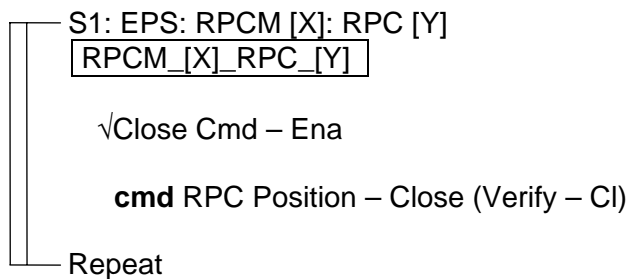 S1: EPS: RPCM [X]: RPC [Y]
RPCM_[X]_RPC_[Y]
√Close Cmd – Ena
cmd RPC Position – Close (Verify – Cl)
Repeat